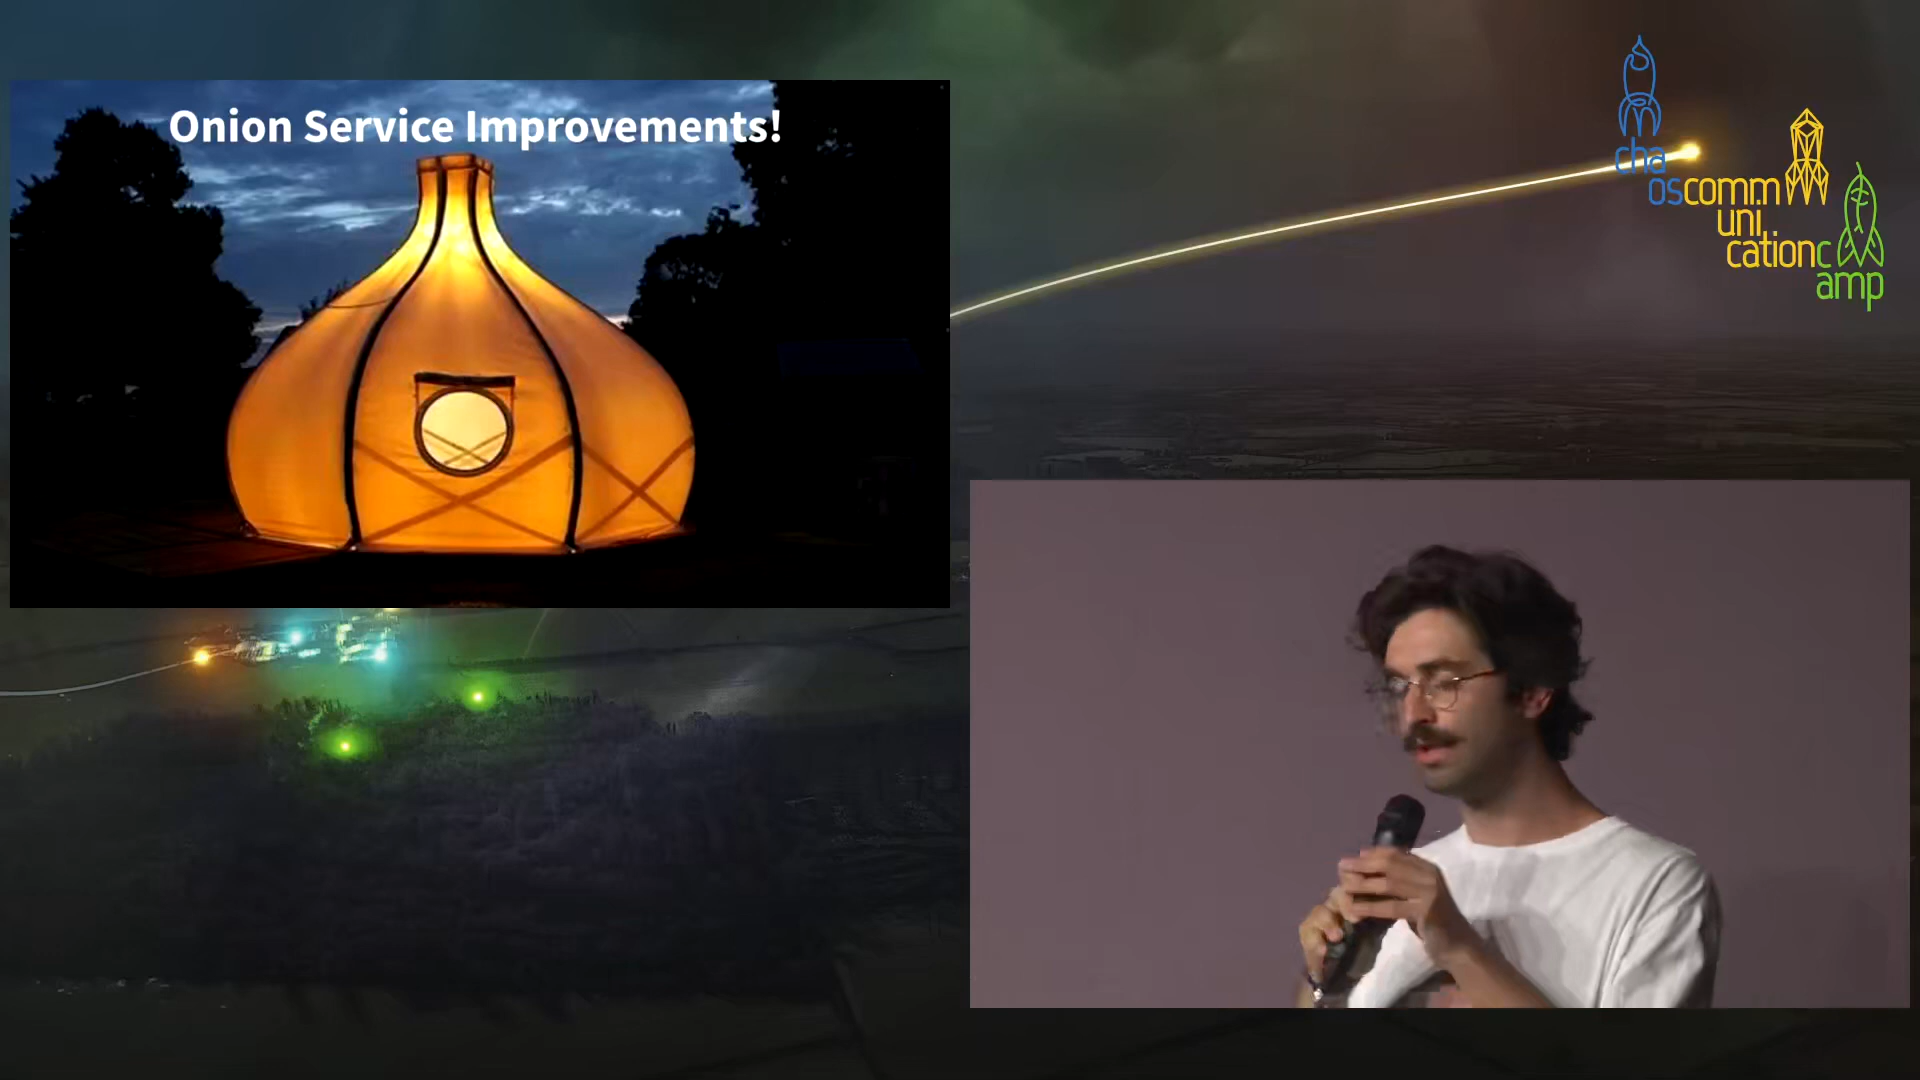 Onion Service Improvements!
cha
oscomm
uni
cationc
amp